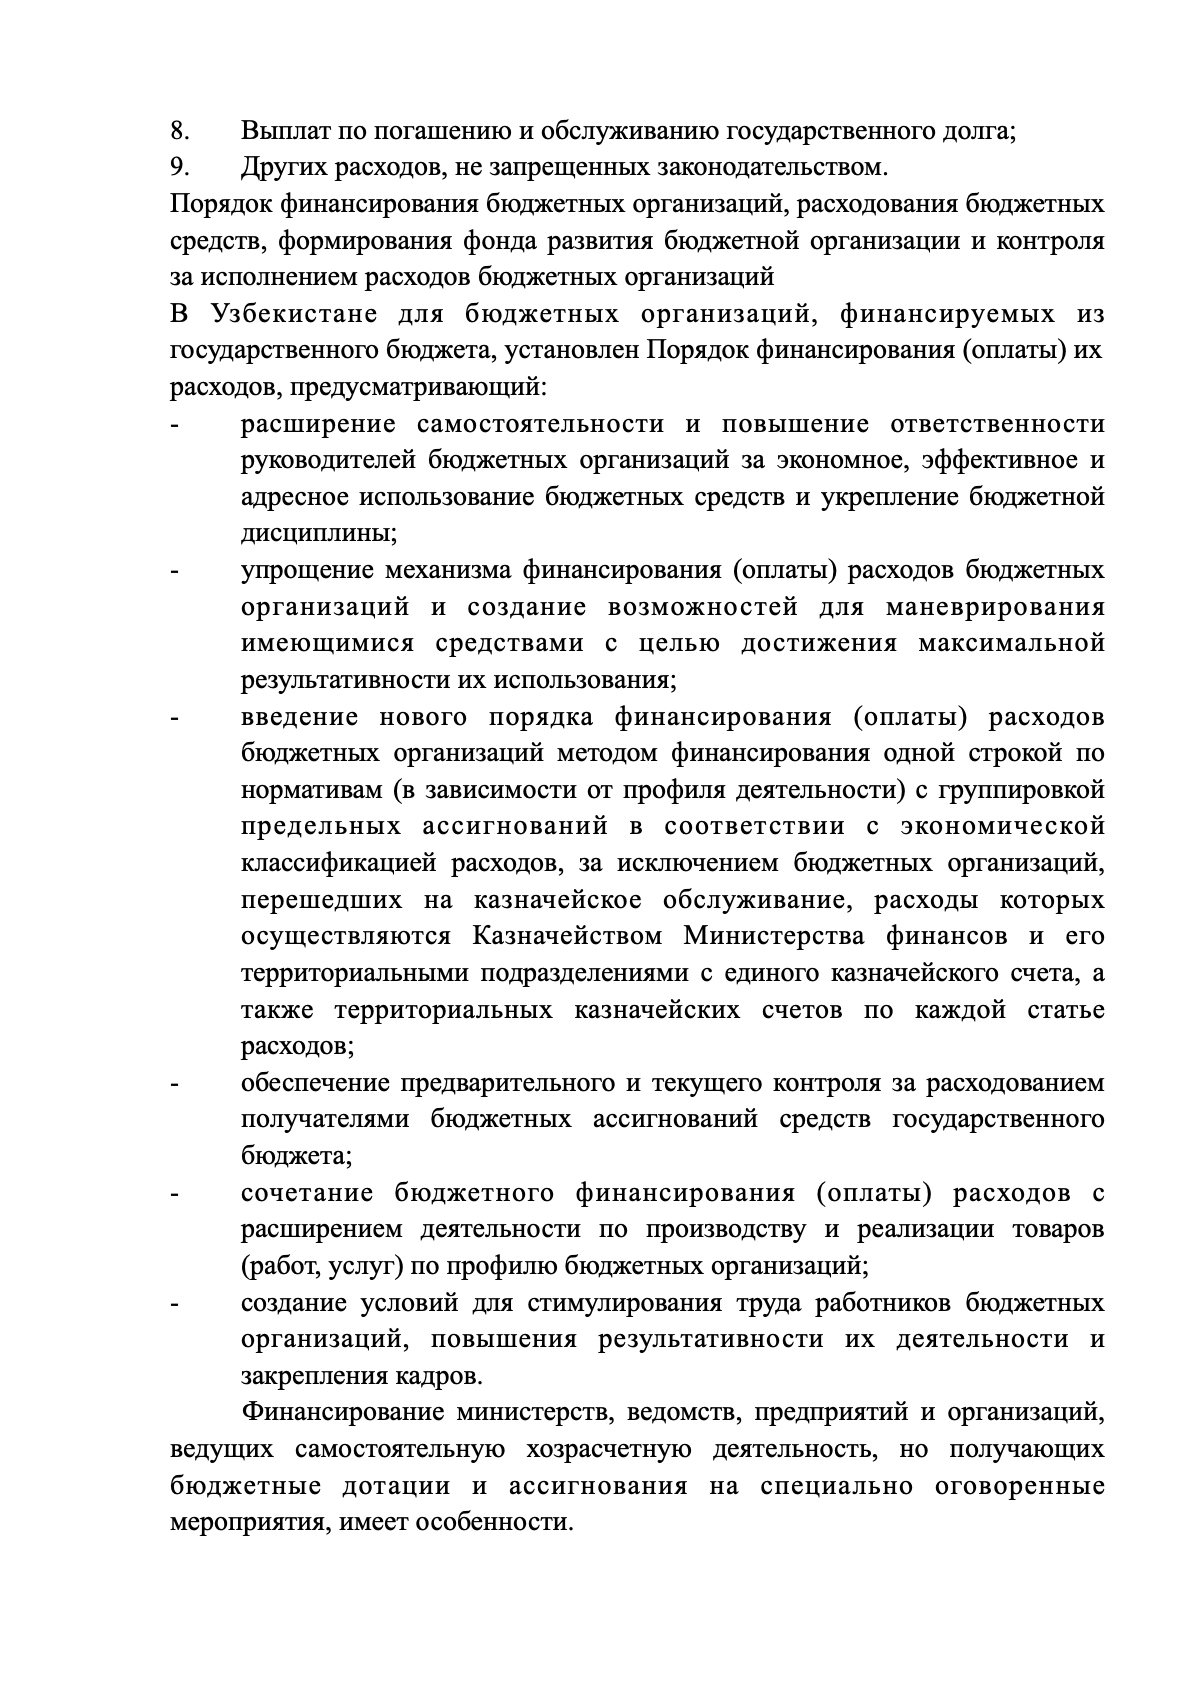 8. Выплат по погашению и обслуживанию государственного долга;
9. Других расходов, не запрещенных законодательством.
Порядок финансирования бюджетных организаций, расходования бюджетных
средств, формирования фонда развития бюджетной организации и контроля
за исполнением расходов бюджетных организаций
В Узбекистане для бюджетных организаций, финансируемых из
государственного бюджета, установлен Порядок финансирования (оплаты) их
расходов, предусматривающий:
- расширение самостоятельности и повышение ответственности
руководителей бюджетных организаций за экономное, эффективное и
адресное использование бюджетных средств и укрепление бюджетной
дисциплины;
- упрощение механизма финансирования (оплаты) расходов бюджетных
организаций и создание возможностей для маневрирования
имеющимися средствами с целью достижения максимальной
результативности их использования;
- введение нового порядка финансирования (оплаты) расходов
бюджетных организаций методом финансирования одной строкой по
нормативам (в зависимости от профиля деятельности) с группировкой
предельных ассигнований в соответствии с экономической
классификацией расходов, за исключением бюджетных организаций,
перешедших на казначейское обслуживание, расходы которых
осуществляются Казначейством Министерства финансов и его
территориальными подразделениями с единого казначейского счета, а
также территориальных казначейских счетов по каждой статье
расходов;
- обеспечение предварительного и текущего контроля за расходованием
получателями бюджетных ассигнований средств государственного
бюджета;
- сочетание бюджетного финансирования (оплаты) расходов с
расширением деятельности по производству и реализации товаров
(работ, услуг) по профилю бюджетных организаций;
- создание условий для стимулирования труда работников бюджетных
организаций, повышения результативности их деятельности и
закрепления кадров.
Финансирование министерств, ведомств, предприятий и организаций,
ведущих самостоятельную хозрасчетную деятельность, но получающих
бюджетные дотации и ассигнования на специально оговоренные
мероприятия, имеет особенности.